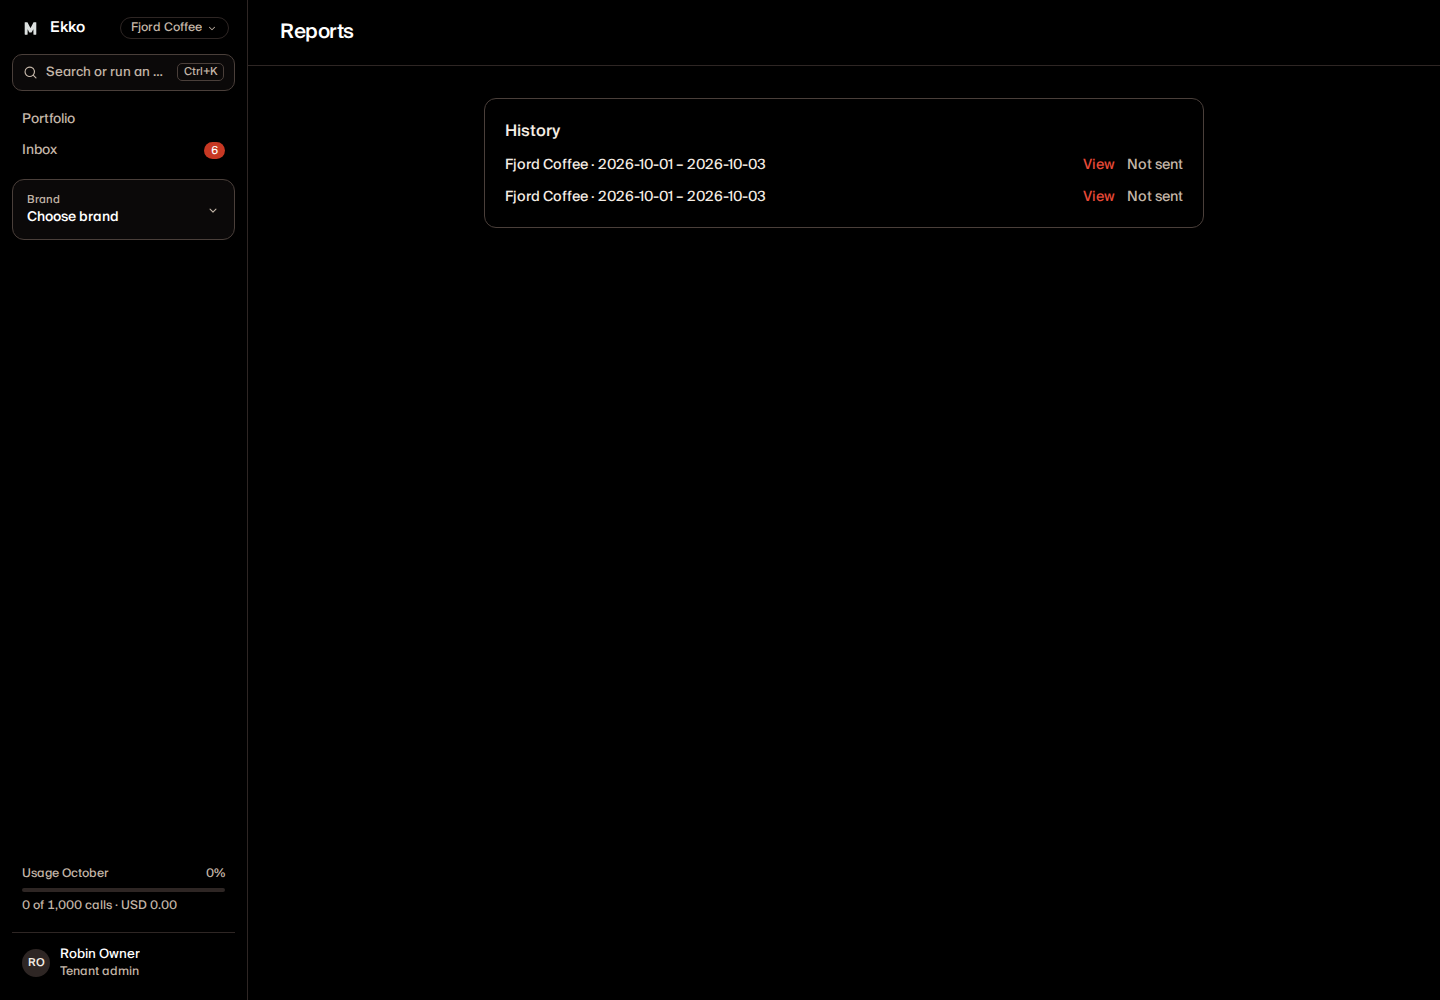 Ekko
Fjord Coffee
Search or run an ...
Ctrl+K
Portfolio
Inbox
6
Brand
Choose brand
Usage October
0%
0 of 1,000 calls · USD 0.00
RO
Robin Owner
Tenant admin
Reports
History
Fjord Coffee · 2026-10-01 – 2026-10-03
View
Not sent
Fjord Coffee · 2026-10-01 – 2026-10-03
View
Not sent